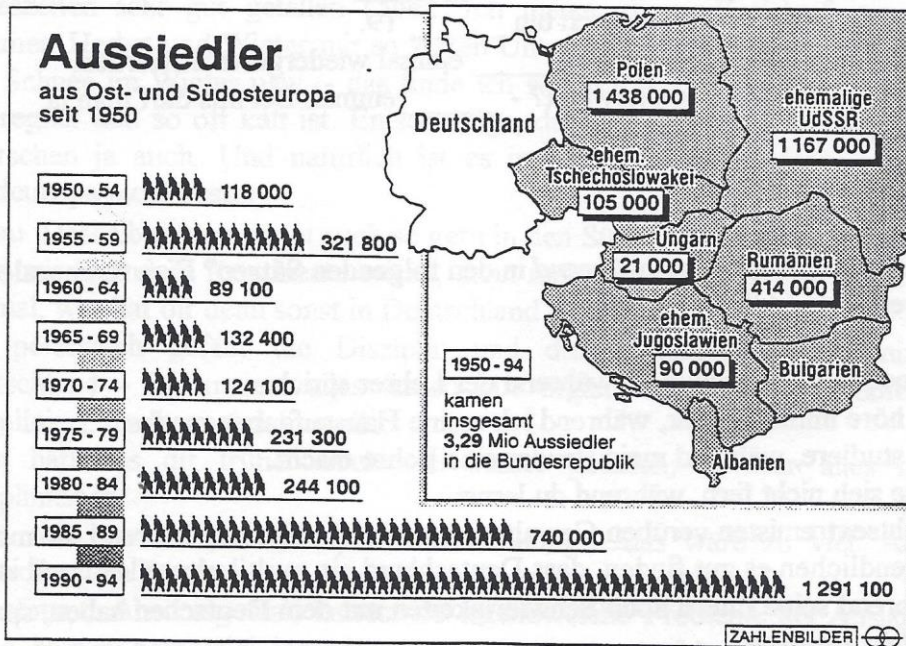 Aussiedler
aus Ost- und Südosteuropa
seit 1950
1950 - 54 118 000
1955 - 59 321 800
1960 - 64 89 100
1965 - 69 132 400
1970 - 74 124 100
1975 - 79 231 300
1980 - 84 244 100
1985 - 89 740 000
1990 - 94 1 291 100
Deutschland
Polen
1 438 000
ehemalige
UdSSR
1 167 000
ehem.
Tschechoslowakei
105 000
Ungarn
21 000
Rumänien
414 000
ehem.
Jugoslawien
90 000
Bulgarien
Albanien
1950 - 94
kamen
insgesamt
3,29 Mio Aussiedler
in die Bundesrepublik
ZAHLENBILDER